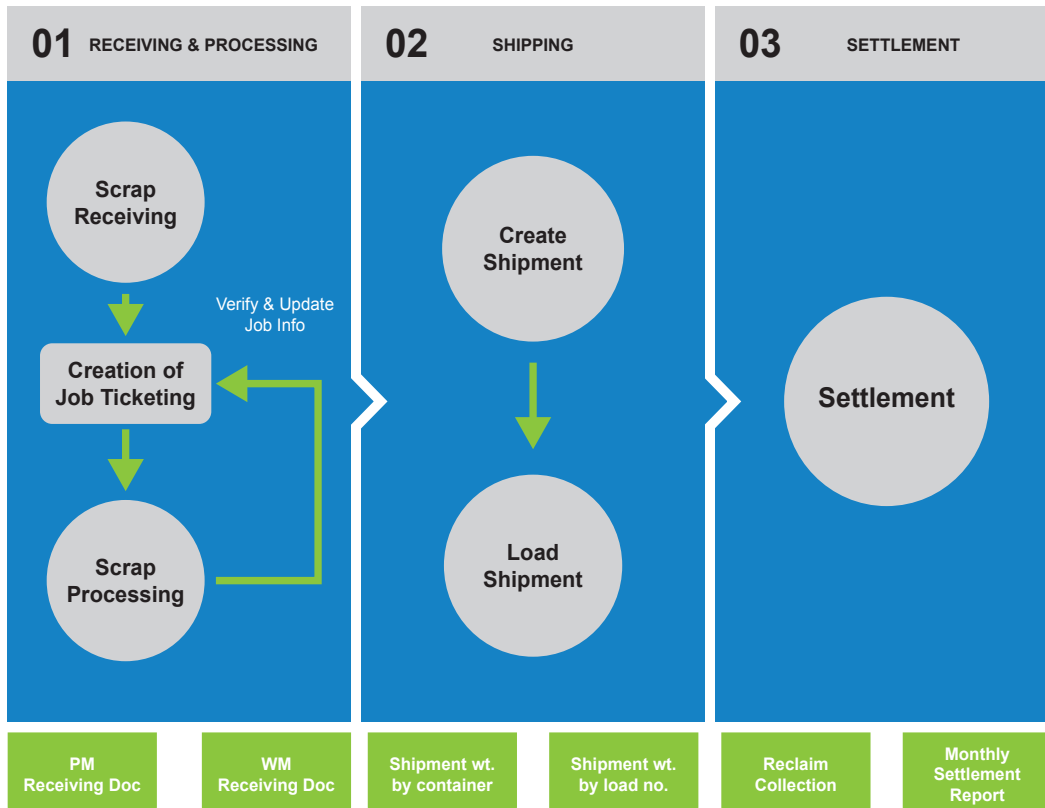 01 RECEIVING & PROCESSING
Scrap
Receiving
Verify & Update
Job Info
Creation of
Job Ticketing
Scrap
Processing
PM
Receiving Doc
WM
Receiving Doc
02 SHIPPING
Create
Shipment
Load
Shipment
Shipment wt.
by container
Shipment wt.
by load no.
03 SETTLEMENT
Settlement
Reclaim
Collection
Monthly
Settlement
Report